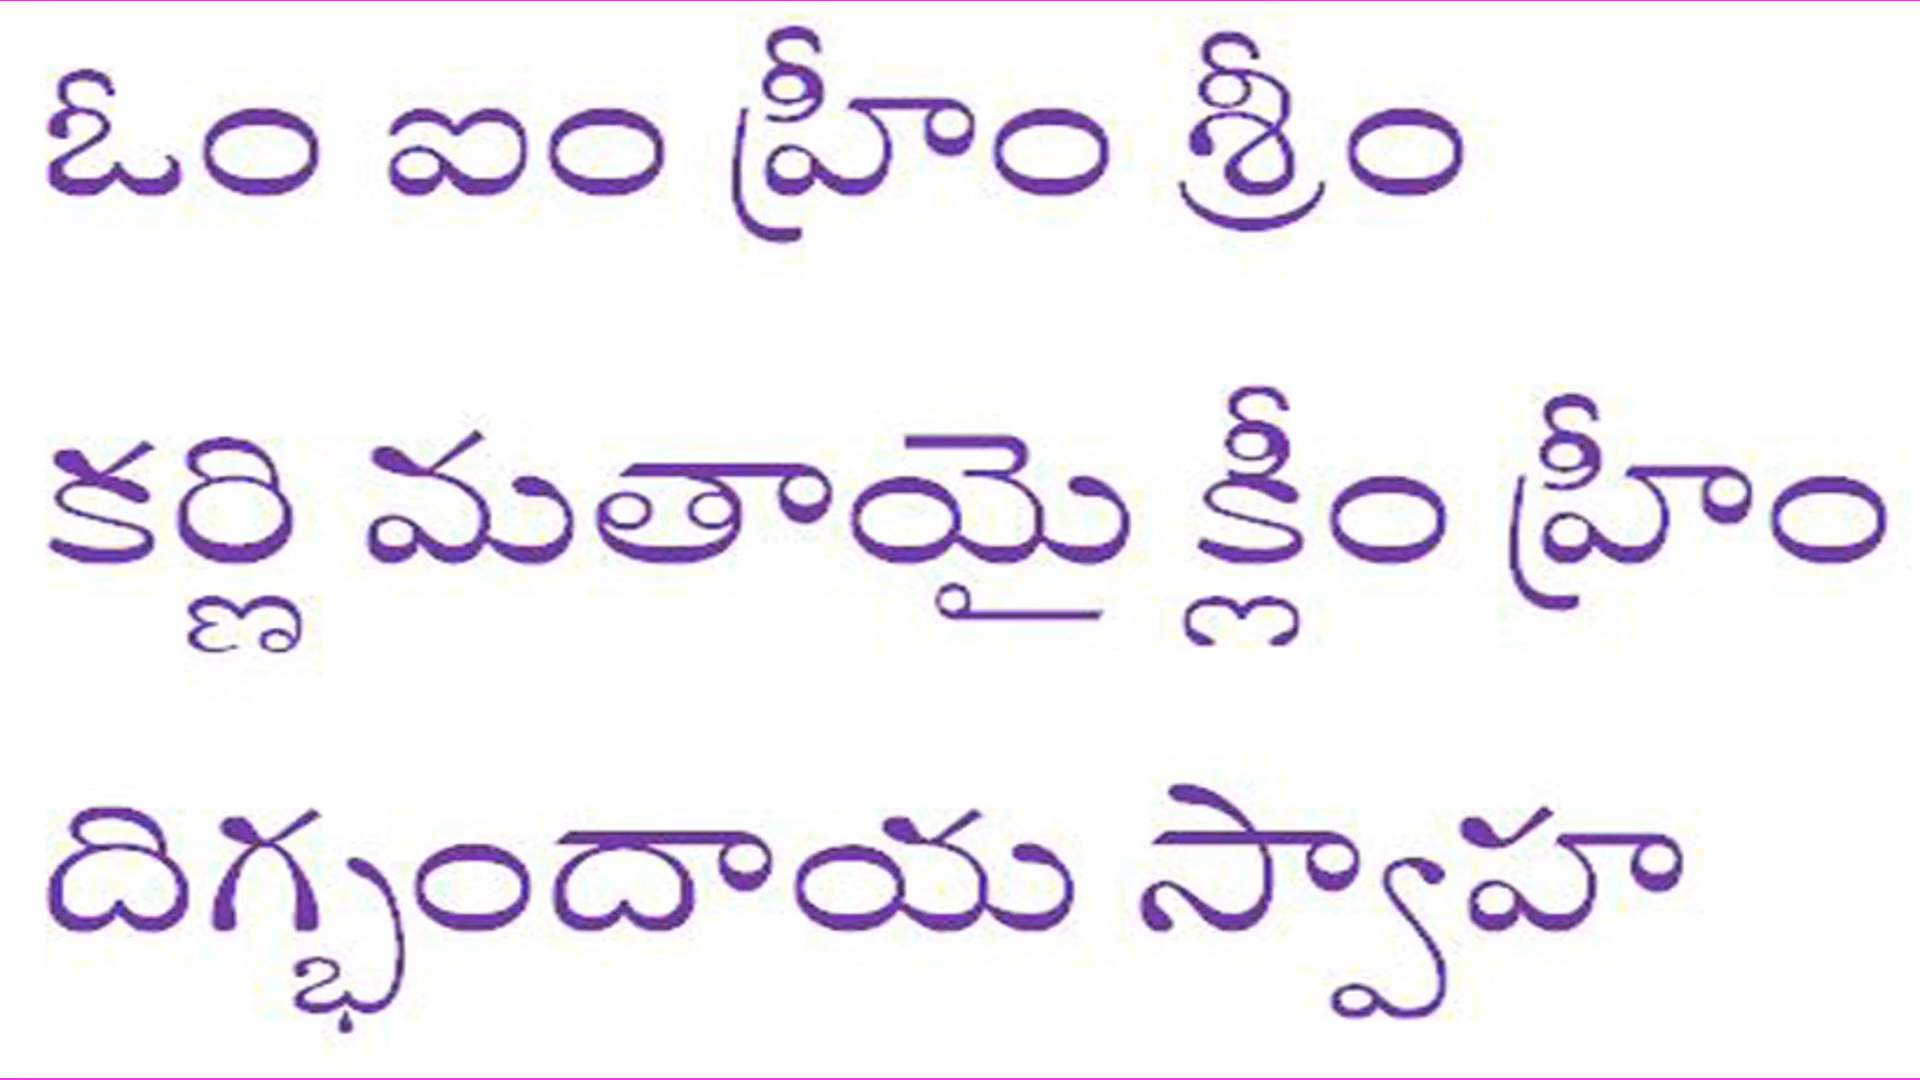 ఓం ఐం హ్రీం శ్రీం
కర్ణి మతాయై క్లీం హ్రీం
దిగ్భందాయ స్వాహ